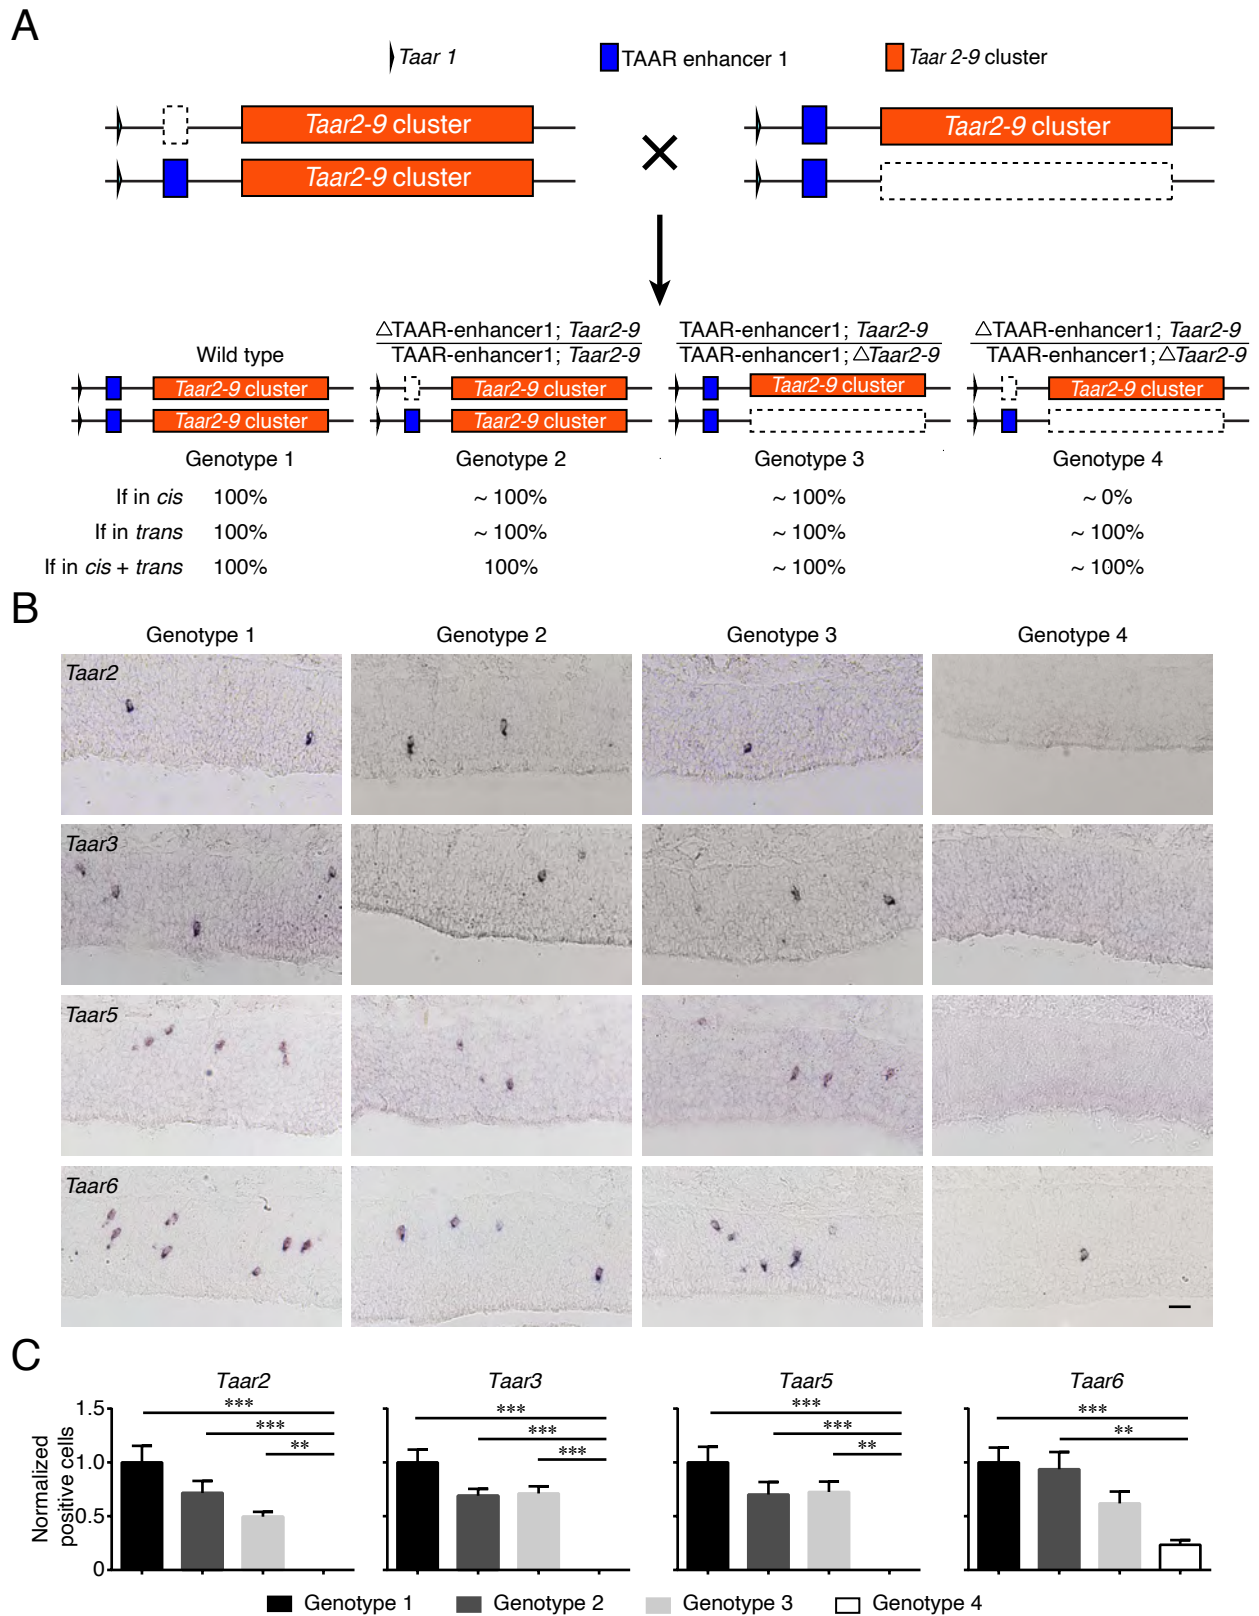 A
Taar 1
TAAR enhancer 1
Taar 2-9 cluster
Taar2-9 cluster
Taar2-9 cluster
Taar2-9 cluster
Wild type
△TAAR-enhancer1; Taar2-9
TAAR-enhancer1; Taar2-9
TAAR-enhancer1; Taar2-9
TAAR-enhancer1; △Taar2-9
△TAAR-enhancer1; Taar2-9
TAAR-enhancer1; △Taar2-9
Taar2-9 cluster
Taar2-9 cluster
Taar2-9 cluster
Taar2-9 cluster
Taar2-9 cluster
Taar2-9 cluster
Genotype 1
Genotype 2
Genotype 3
Genotype 4
If in cis 100% ~ 100% ~ 100% ~ 0%
If in trans 100% ~ 100% ~ 100% ~ 100%
If in cis + trans 100% 100% ~ 100% ~ 100%
B
Genotype 1
Genotype 2
Genotype 3
Genotype 4
Taar2
Taar3
Taar5
Taar6
C
Taar2
Taar3
Taar5
Taar6
Normalized
positive cells
1.5
1.0
0.5
0
***
***
**
***
***
***
***
***
**
***
**
Genotype 1
Genotype 2
Genotype 3
Genotype 4